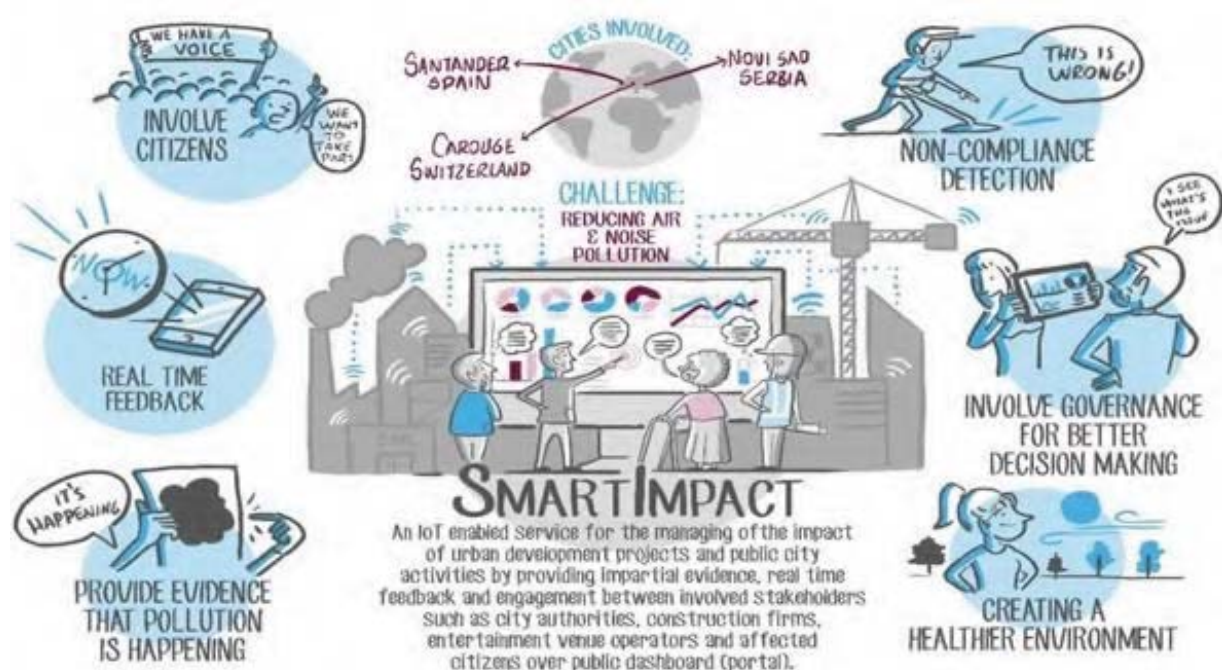 WE HAVE A
VOICE
INVOLVE
CITIZENS
WE
WANT
TO
TAKE
PART
CITIES INVOLVED:
SANTANDER
SPAIN
NOVI SAD
SERBIA
CAROUGE
SWITZERLAND
THIS IS
WRONG!
NON-COMPLIANCE
DETECTION
CHALLENGE:
REDUCING AIR
& NOISE
POLLUTION
NOW
REAL TIME
FEEDBACK
I SEE
WHAT'S
THE
ISSUE
INVOLVE GOVERNANCE
FOR BETTER
DECISION MAKING
IT'S
HAPPENING
PROVIDE EVIDENCE
THAT POLLUTION
IS HAPPENING
SMART IMPACT
An IoT enabled service for the managing of the impact
of urban development projects and public city
activities by providing impartial evidence, real time
feedback and engagement between involved stakeholders
such as city authorities, construction firms,
entertainment venue operators and affected
citizens over public dashboard (portal).
CREATING A
HEALTHIER ENVIRONMENT